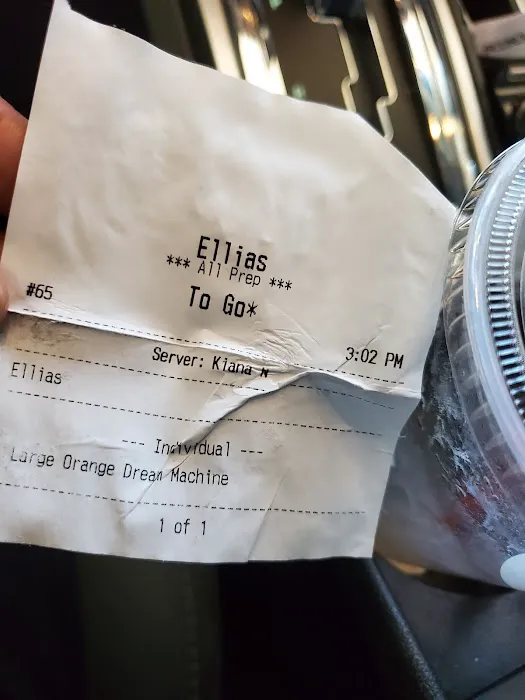 Ellias
*** All Prep ***
To Go*
#65
3:02 PM
Server: Kiana N
Ellias
--- Individual ---
Large Orange Dream Machine
1 of 1